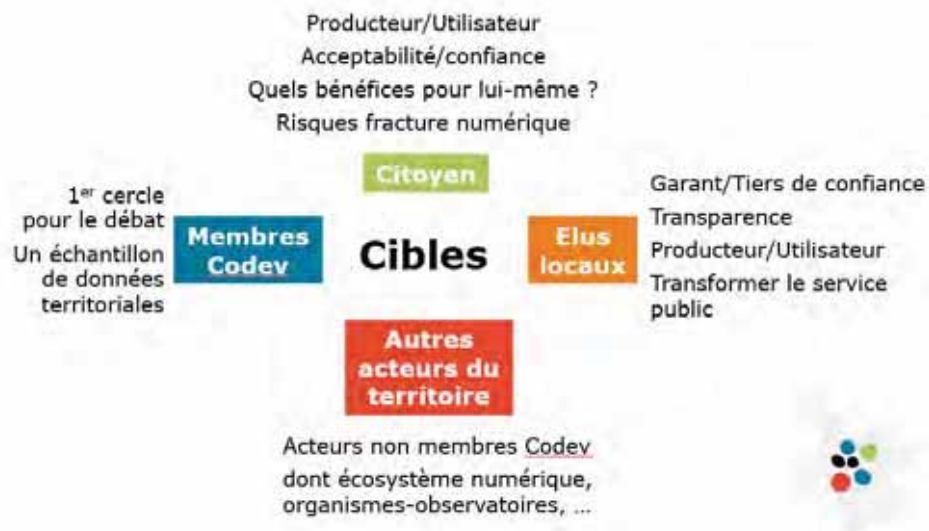 Producteur/Utilisateur
Acceptabilité/confiance
Quels bénéfices pour lui-même ?
Risques fracture numérique
Citoyen
1er cercle
pour le débat
Un échantillon
de données
territoriales
Membres
Codev
Cibles
Elus
locaux
Garant/Tiers de confiance
Transparence
Producteur/Utilisateur
Transformer le service
public
Autres
acteurs du
territoire
Acteurs non membres Codev
dont écosystème numérique,
organismes-observatoires, ...